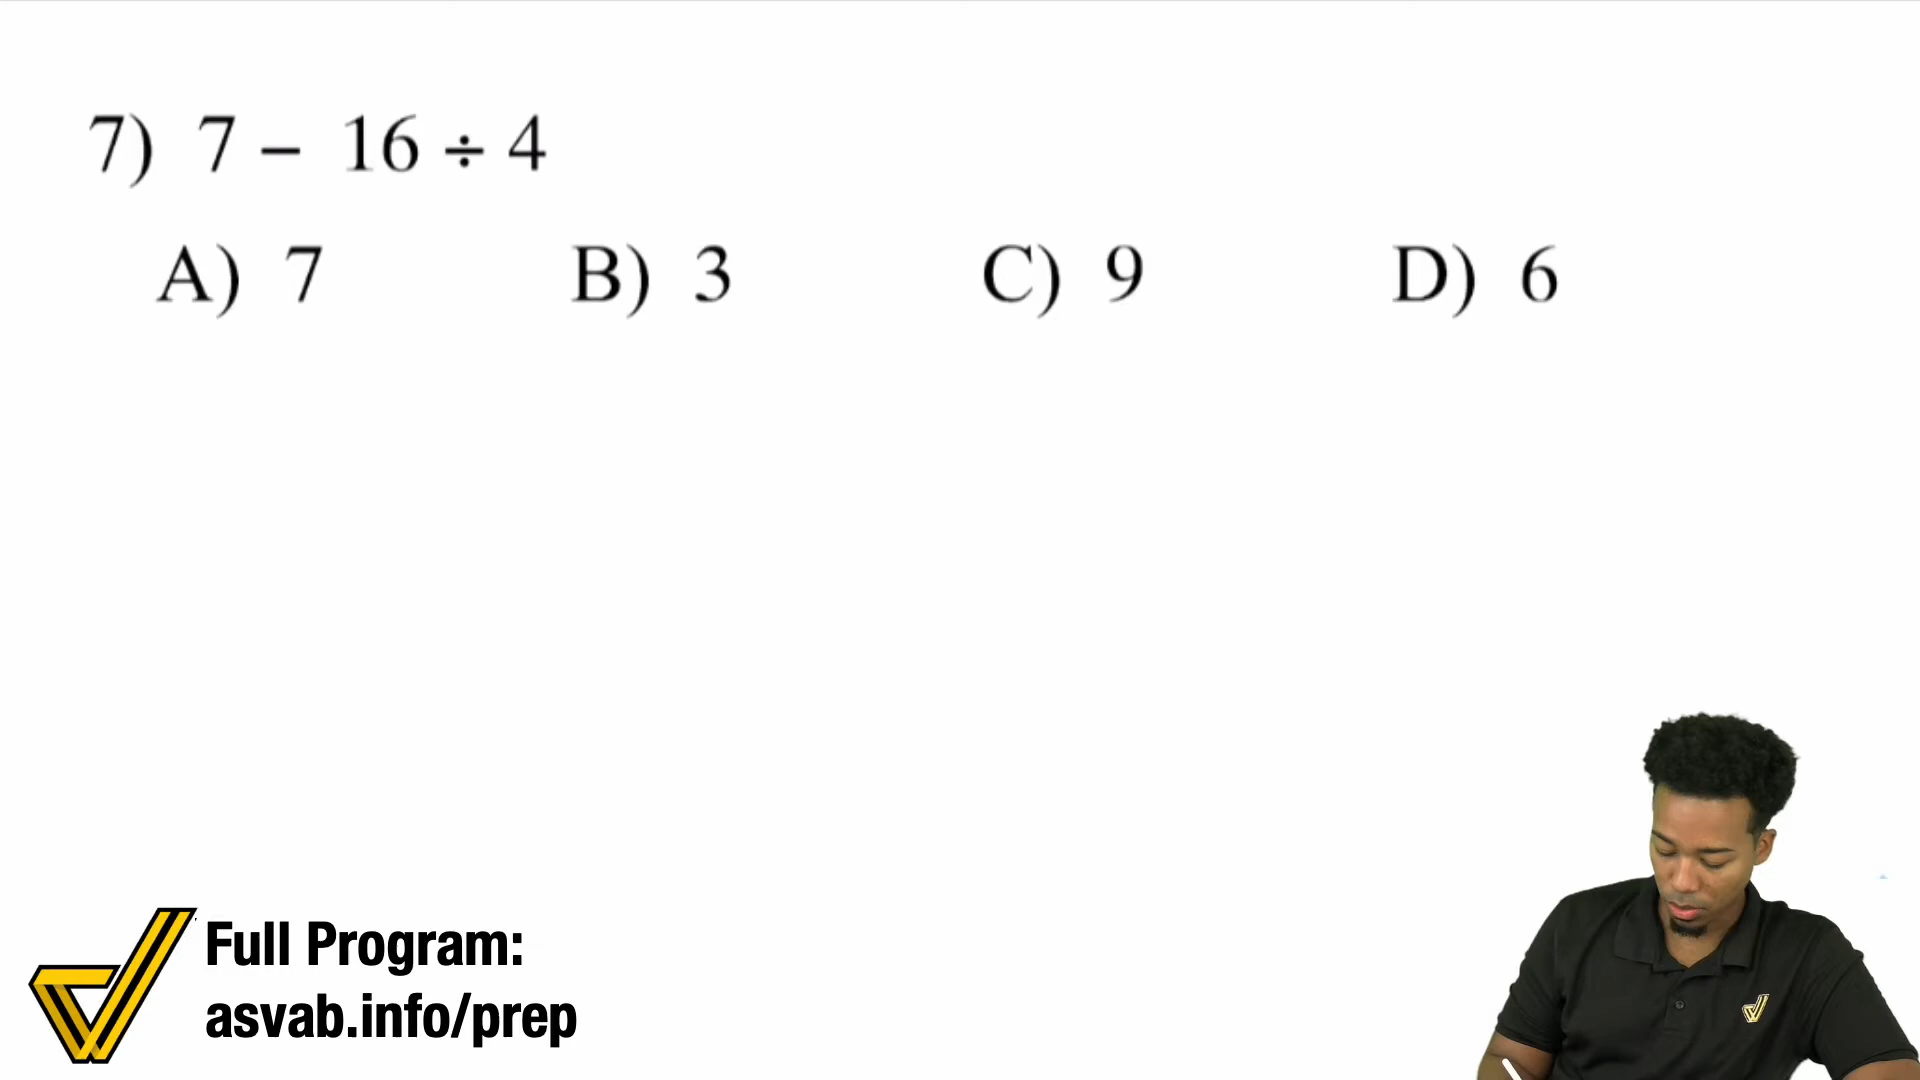 7) 7 – 16 ÷ 4
A) 7 B) 3 C) 9 D) 6
Full Program:
asvab.info/prep